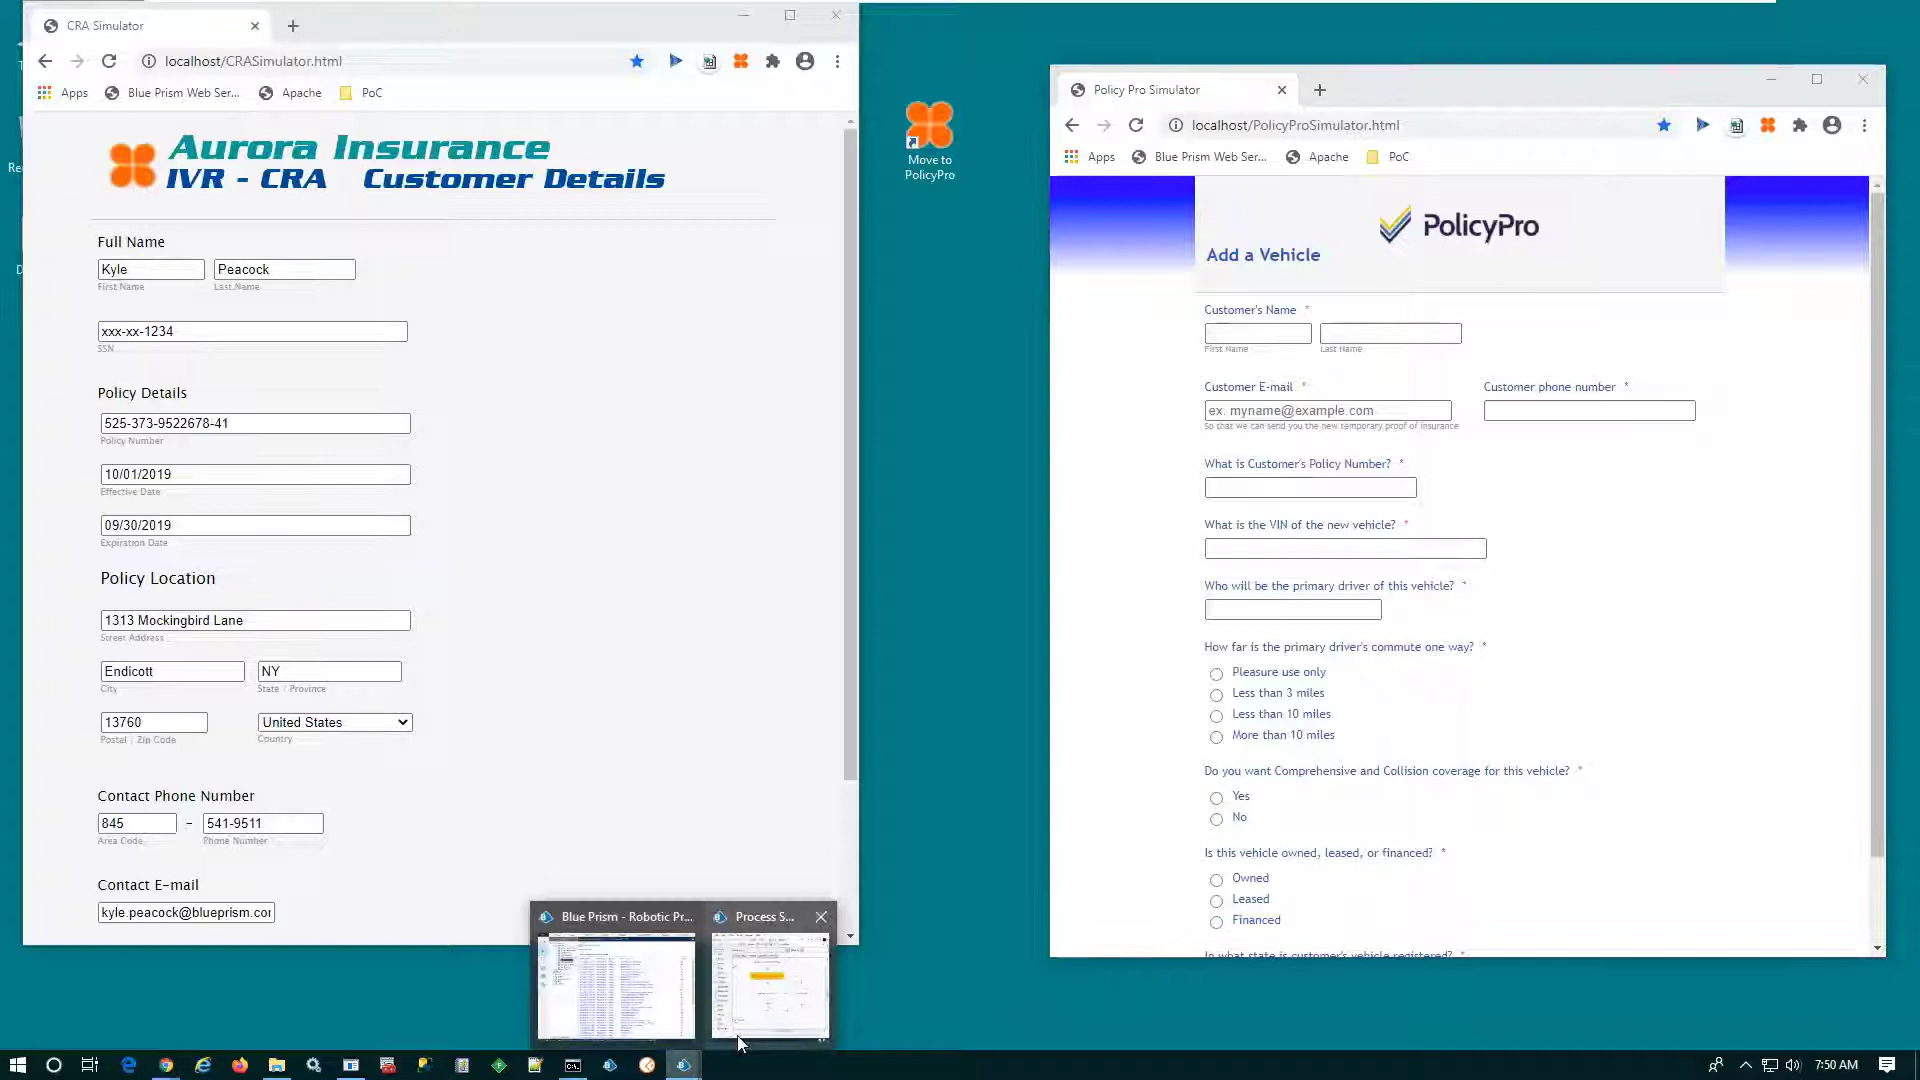 CRA Simulator
localhost/CRASimulator.html
Apps
Blue Prism Web Ser...
Apache
PoC
Aurora Insurance
IVR - CRA Customer Details
Full Name
Kyle
Peacock
First Name
Last Name
xxx-xx-1234
SSN
Policy Details
525-373-9522678-41
Policy Number
10/01/2019
Effective Date
09/30/2019
Expiration Date
Policy Location
1313 Mockingbird Lane
Street Address
Endicott
NY
City
State / Province
13760
United States
Postal / Zip Code
Country
Contact Phone Number
845
-
541-9511
Area Code
Phone Number
Contact E-mail
kyle.peacock@blueprism.cor
Move to
PolicyPro
Policy Pro Simulator
localhost/PolicyProSimulator.html
Apps
Blue Prism Web Ser...
Apache
PoC
PolicyPro
Add a Vehicle
Customer's Name *
First Name
Last Name
Customer E-mail *
Customer phone number *
ex. myname@example.com
So that we can send you the new temporary proof of insurance
What is Customer's Policy Number? *
What is the VIN of the new vehicle? *
Who will be the primary driver of this vehicle? *
How far is the primary driver's commute one way? *
Pleasure use only
Less than 3 miles
Less than 10 miles
More than 10 miles
Do you want Comprehensive and Collision coverage for this vehicle? *
Yes
No
Is this vehicle owned, leased, or financed? *
Owned
Leased
Financed
In what state is customer's vehicle registered? *
Blue Prism - Robotic Pr...
Process S...
7:50 AM